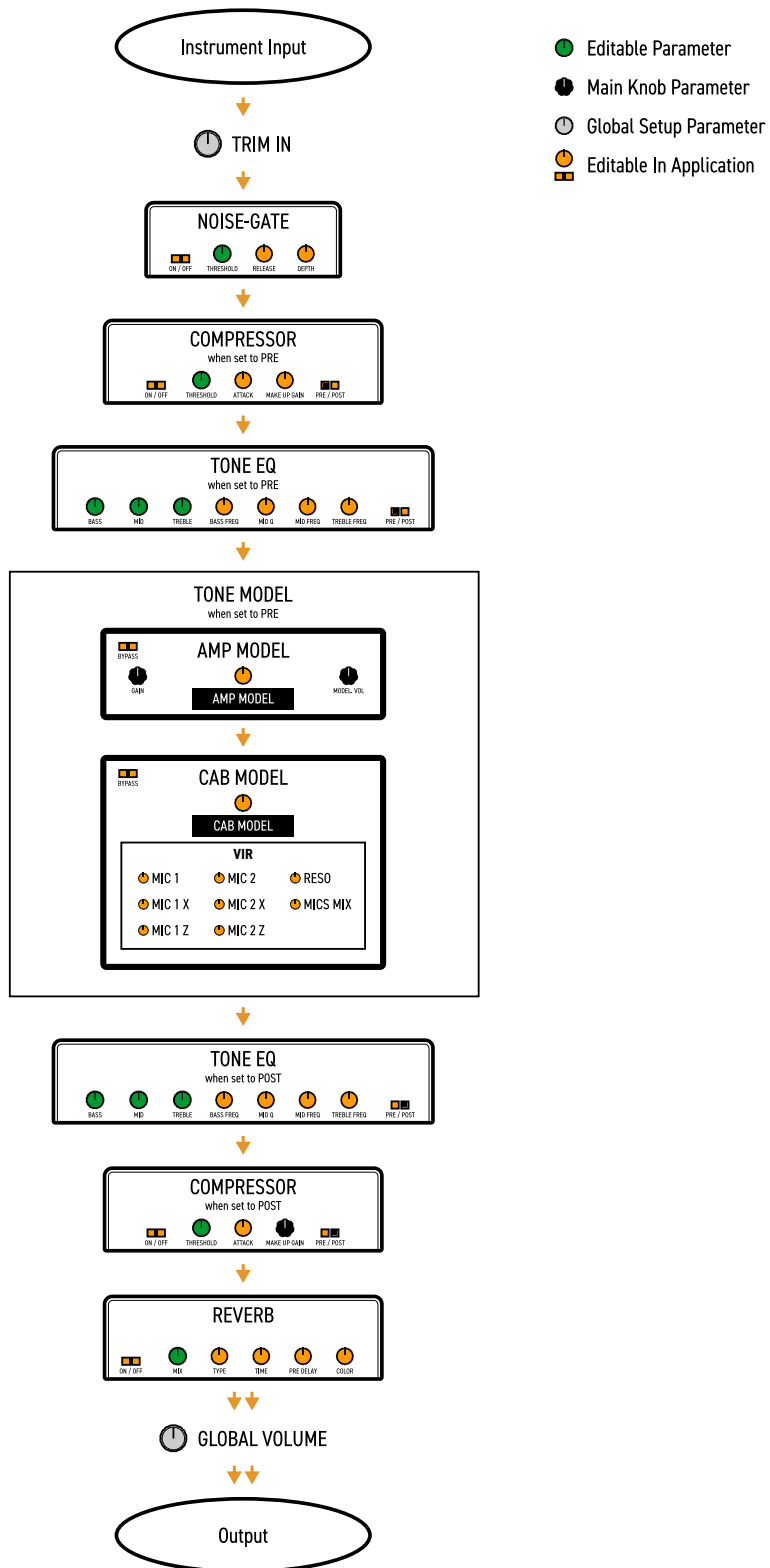 Instrument Input
Editable Parameter
Main Knob Parameter
Global Setup Parameter
Editable In Application
TRIM IN
NOISE-GATE
ON / OFF THRESHOLD RELEASE DEPTH
COMPRESSOR
when set to PRE
ON / OFF THRESHOLD ATTACK MAKE UP GAIN PRE / POST
TONE EQ
when set to PRE
BASS MID TREBLE BASS FREQ MID Q MID FREQ TREBLE FREQ PRE / POST
TONE MODEL
when set to PRE
AMP MODEL
BYPASS
GAIN MODEL. VOL
AMP MODEL
CAB MODEL
BYPASS
CAB MODEL
VIR
MIC 1 MIC 2 RESO
MIC 1 X MIC 2 X MICS MIX
MIC 1 Z MIC 2 Z
TONE EQ
when set to POST
BASS MID TREBLE BASS FREQ MID Q MID FREQ TREBLE FREQ PRE / POST
COMPRESSOR
when set to POST
ON / OFF THRESHOLD ATTACK MAKE UP GAIN PRE / POST
REVERB
ON / OFF MIX TYPE TIME PRE DELAY COLOR
GLOBAL VOLUME
Output